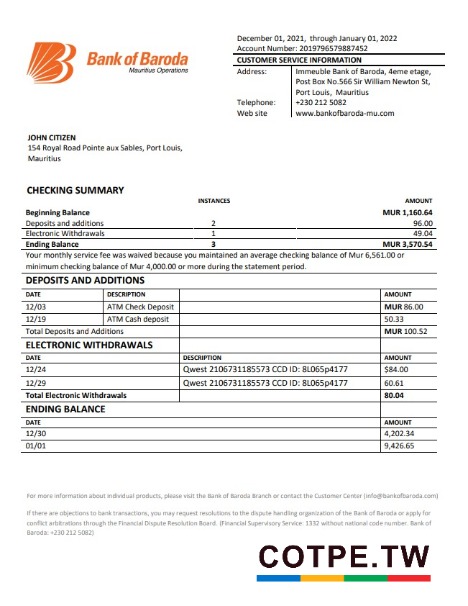 Bank of Baroda
Mauritius Operations
December 01, 2021, through January 01, 2022
Account Number: 2019796579887452
CUSTOMER SERVICE INFORMATION
Address: Immeuble Bank of Baroda, 4eme etage,
Post Box No.566 Sir William Newton St,
Port Louis, Mauritius
Telephone: +230 212 5082
Web site www.bankofbaroda-mu.com
JOHN CITIZEN
154 Royal Road Pointe aux Sables, Port Louis,
Mauritius
CHECKING SUMMARY
INSTANCES AMOUNT
Beginning Balance MUR 1,160.64
Deposits and additions 2 96.00
Electronic Withdrawals 1 49.04
Ending Balance 3 MUR 3,570.54
Your monthly service fee was waived because you maintained an average checking balance of Mur 6,561.00 or
minimum checking balance of Mur 4,000.00 or more during the statement period.
DEPOSITS AND ADDITIONS
DATE DESCRIPTION AMOUNT
12/03 ATM Check Deposit MUR 86.00
12/19 ATM Cash deposit 50.33
Total Deposits and Additions MUR 100.52
ELECTRONIC WITHDRAWALS
DATE DESCRIPTION AMOUNT
12/24 Qwest 2106731185573 CCD ID: 8L065p4177 $84.00
12/29 Qwest 2106731185573 CCD ID: 8L065p4177 60.61
Total Electronic Withdrawals 80.04
ENDING BALANCE
DATE AMOUNT
12/30 4,202.34
01/01 9,426.65
For more information about individual products, please visit the Bank of Baroda Branch or contact the Customer Center (info@bankofbaroda.com)
If there are objections to bank transactions, you may request resolutions to the dispute handling organization of the Bank of Baroda or apply for
conflict arbitrations through the Financial Dispute Resolution Board. (Financial Supervisory Service: 1332 without national code number. Bank of
Baroda: +230 212 5082)
COTPE.TW